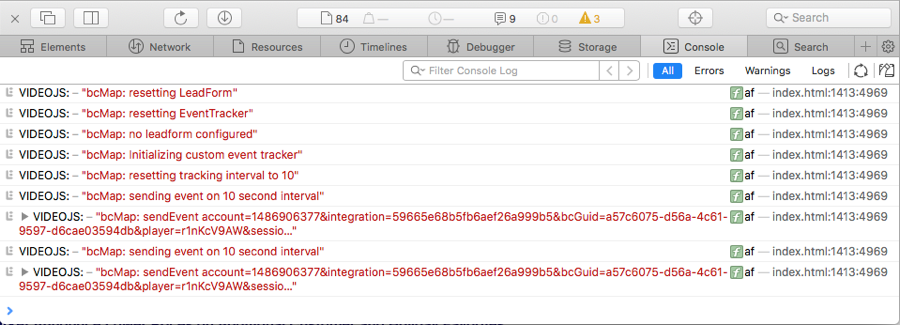 84 — — 9 0 3 Search
Elements Network Resources Timelines Debugger Storage Console Search
Filter Console Log All Errors Warnings Logs
VIDEOJS: – "bcMap: resetting LeadForm" f af — index.html:1413:4969
VIDEOJS: – "bcMap: resetting EventTracker" f af — index.html:1413:4969
VIDEOJS: – "bcMap: no leadform configured" f af — index.html:1413:4969
VIDEOJS: – "bcMap: Initializing custom event tracker" f af — index.html:1413:4969
VIDEOJS: – "bcMap: resetting tracking interval to 10" f af — index.html:1413:4969
VIDEOJS: – "bcMap: sending event on 10 second interval" f af — index.html:1413:4969
VIDEOJS: – "bcMap: sendEvent account=1486906377&integration=59665e68b5fb6aef26a999b5&bcGuid=a57c6075-d56a-4c61- f af — index.html:1413:4969
9597-d6cae03594db&player=r1nKcV9AW&sessio..."
VIDEOJS: – "bcMap: sending event on 10 second interval" f af — index.html:1413:4969
VIDEOJS: – "bcMap: sendEvent account=1486906377&integration=59665e68b5fb6aef26a999b5&bcGuid=a57c6075-d56a-4c61- f af — index.html:1413:4969
9597-d6cae03594db&player=r1nKcV9AW&sessio..."